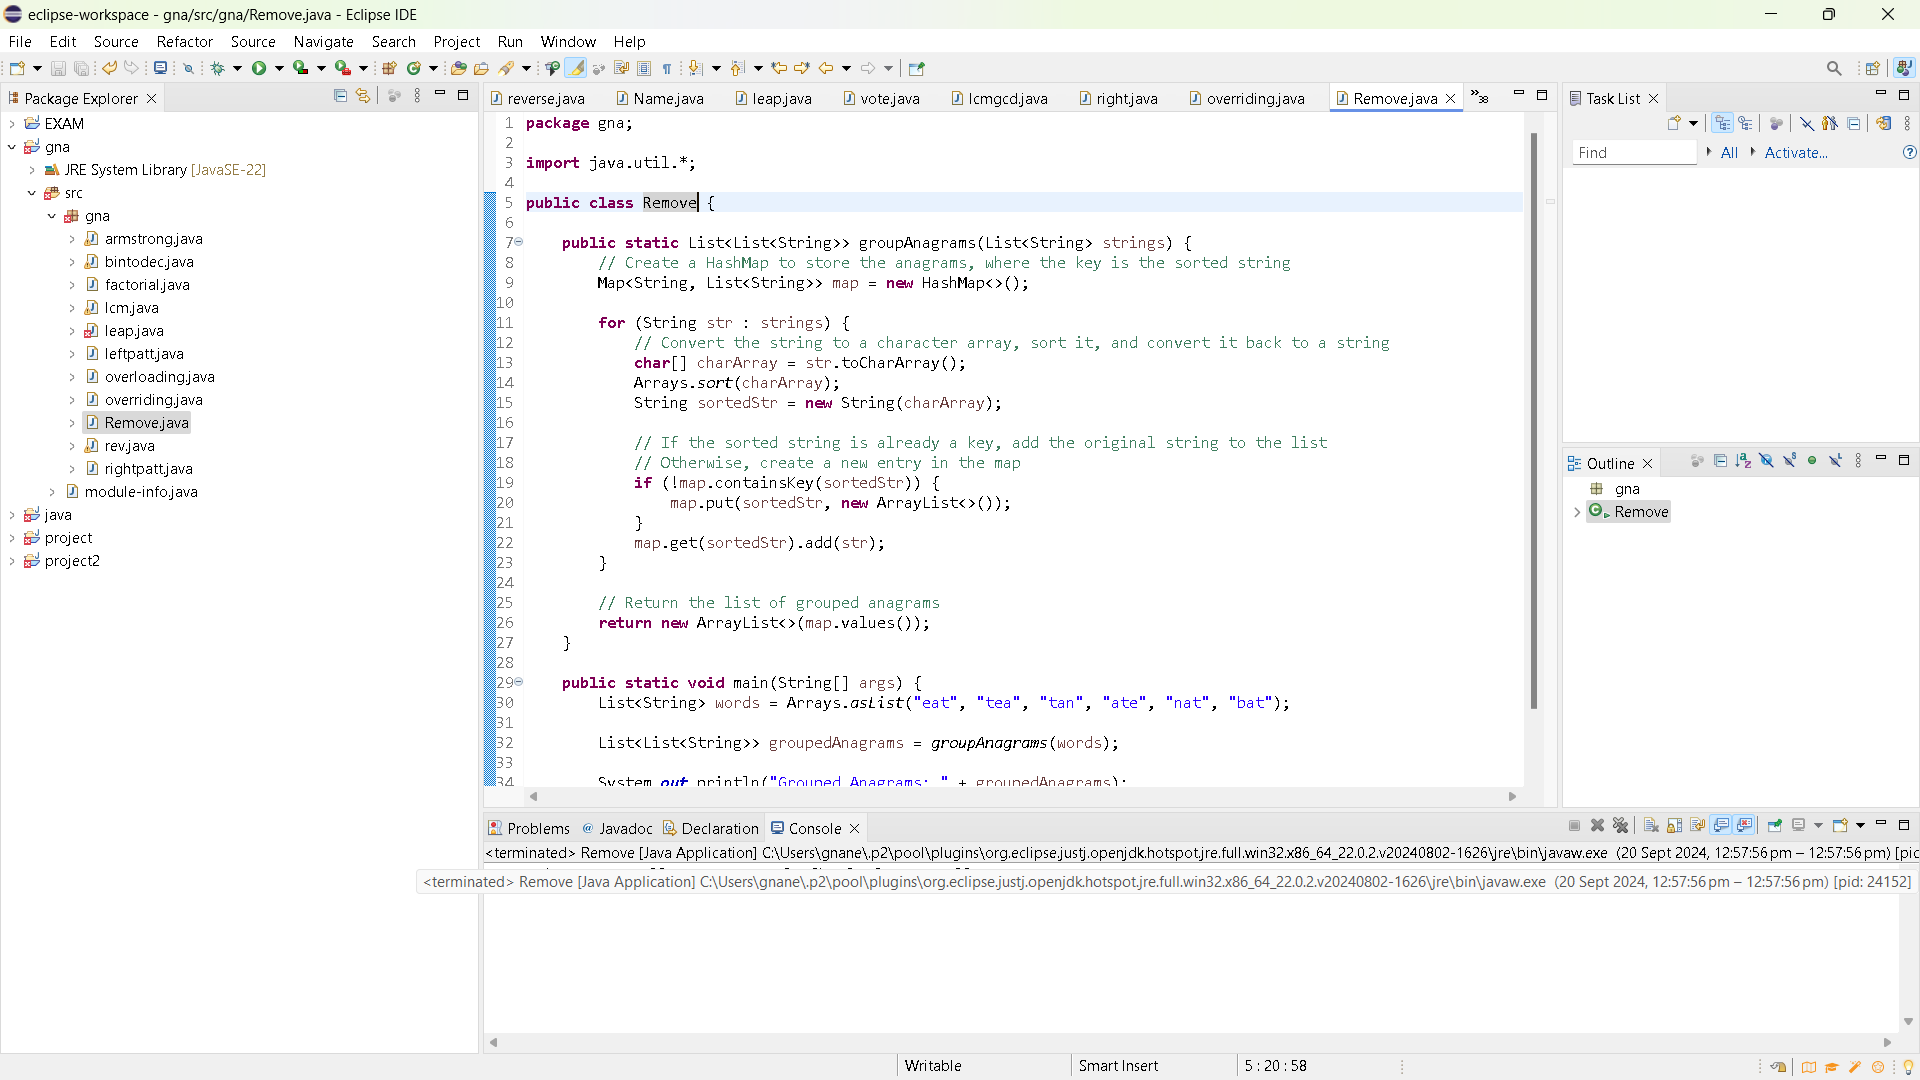 eclipse-workspace - gna/src/gna/Remove.java - Eclipse IDE
File Edit Source Refactor Source Navigate Search Project Run Window Help
Package Explorer
EXAM
gna
JRE System Library [JavaSE-22]
src
gna
armstrong.java
bintodec.java
factorial.java
lcm.java
leap.java
leftpatt.java
overloading.java
overriding.java
Remove.java
rev.java
rightpatt.java
module-info.java
java
project
project2
reverse.java Name.java leap.java vote.java lcmgcd.java right.java overriding.java Remove.java »38
1 package gna;
2
3 import java.util.*;
4
5 public class Remove {
6
7 public static List<List<String>> groupAnagrams(List<String> strings) {
8 // Create a HashMap to store the anagrams, where the key is the sorted string
9 Map<String, List<String>> map = new HashMap<>();
10
11 for (String str : strings) {
12 // Convert the string to a character array, sort it, and convert it back to a string
13 char[] charArray = str.toCharArray();
14 Arrays.sort(charArray);
15 String sortedStr = new String(charArray);
16
17 // If the sorted string is already a key, add the original string to the list
18 // Otherwise, create a new entry in the map
19 if (!map.containsKey(sortedStr)) {
20 map.put(sortedStr, new ArrayList<>());
21 }
22 map.get(sortedStr).add(str);
23 }
24
25 // Return the list of grouped anagrams
26 return new ArrayList<>(map.values());
27 }
28
29 public static void main(String[] args) {
30 List<String> words = Arrays.asList("eat", "tea", "tan", "ate", "nat", "bat");
31
32 List<List<String>> groupedAnagrams = groupAnagrams(words);
33
34 System.out.println("Grouped Anagrams: " + groupedAnagrams);
Task List
Find All Activate...
Outline
gna
Remove
Problems Javadoc Declaration Console
<terminated> Remove [Java Application] C:\Users\gnane\.p2\pool\plugins\org.eclipse.justj.openjdk.hotspot.jre.full.win32.x86_64_22.0.2.v20240802-1626\jre\bin\javaw.exe (20 Sept 2024, 12:57:56 pm – 12:57:56 pm) [pic
<terminated> Remove [Java Application] C:\Users\gnane\.p2\pool\plugins\org.eclipse.justj.openjdk.hotspot.jre.full.win32.x86_64_22.0.2.v20240802-1626\jre\bin\javaw.exe (20 Sept 2024, 12:57:56 pm – 12:57:56 pm) [pid: 24152]
Writable Smart Insert 5 : 20 : 58